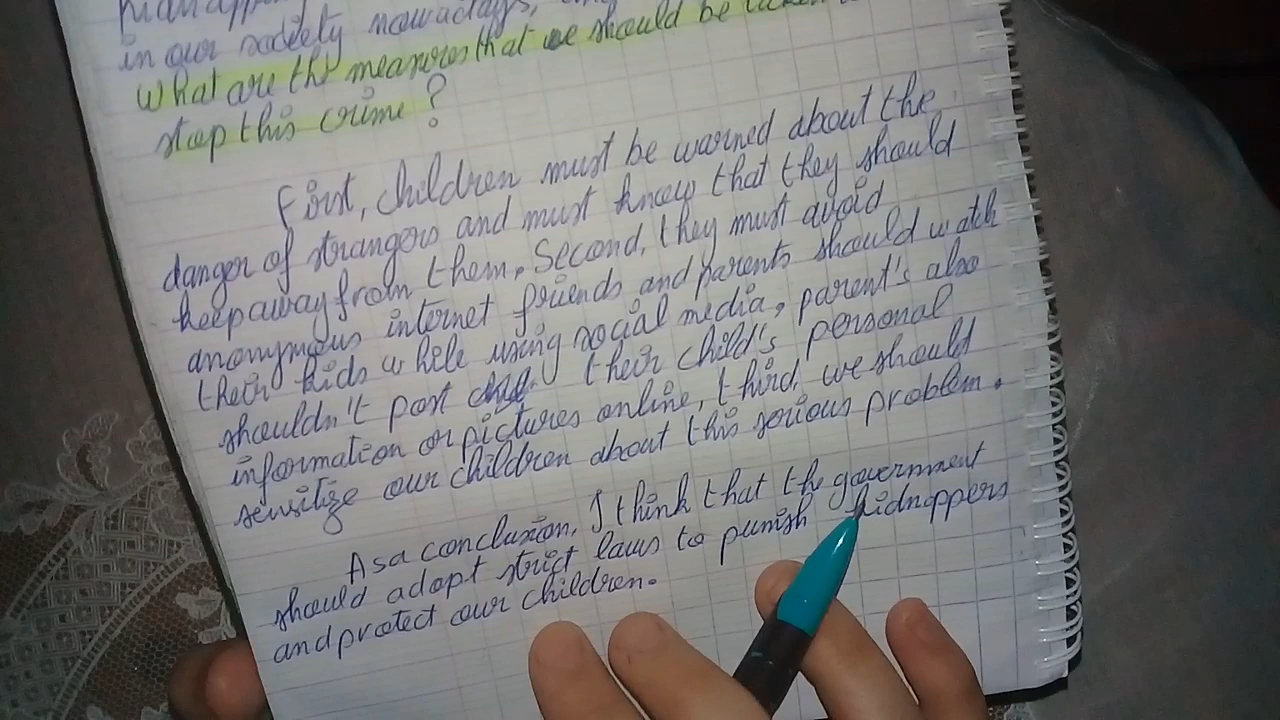 in our society nowadays,
What are the measures that we should be taken
stop this crime ?
First, children must be warned about the
danger of strangers and must know that they should
keep away from them. Second, they must avoid
anonymous internet friends and parents should watch
their kids while using social media, parent's also
shouldn't post their child's personal
information or pictures online, third, we should
sensitize our children about this serious problem.
As a conclusion, I think that the government
should adopt strict laws to punish kidnappers
and protect our children.